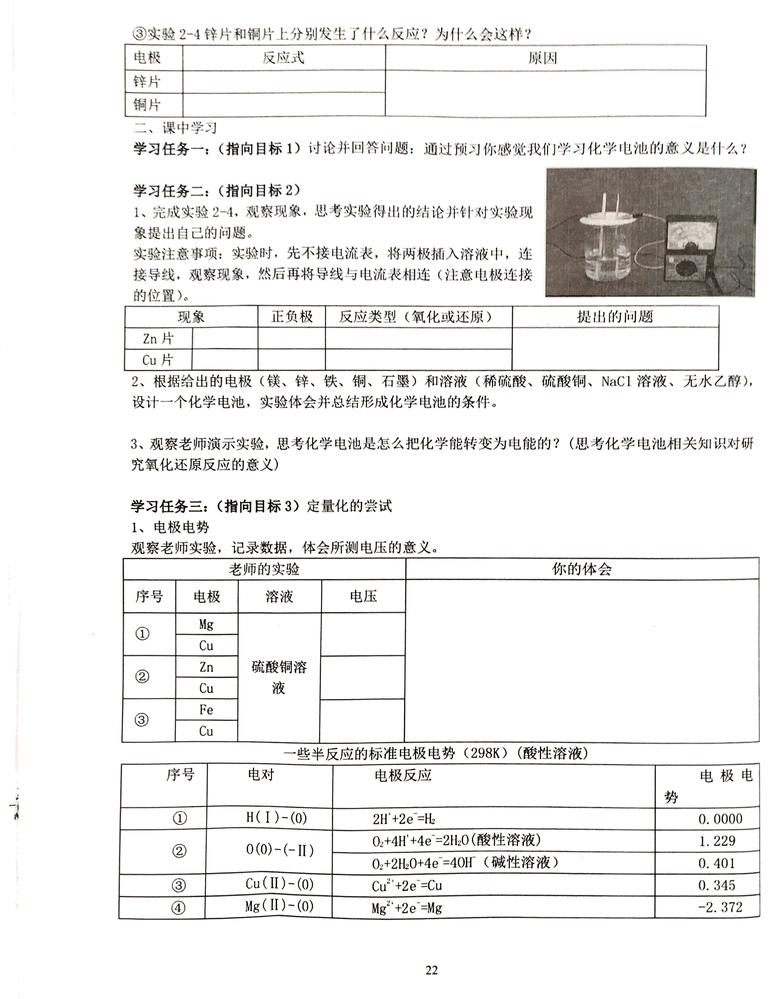 ③实验2-4锌片和铜片上分别发生了什么反应？为什么会这样？
电极 反应式 原因
锌片
铜片
二、课中学习
学习任务一：（指向目标1）讨论并回答问题：通过预习你感觉我们学习化学电池的意义是什么？
学习任务二：（指向目标2）
1、完成实验2-4，观察现象，思考实验得出的结论并针对实验现
象提出自己的问题。
实验注意事项：实验时，先不接电流表，将两极插入溶液中，连
接导线，观察现象，然后再将导线与电流表相连（注意电极连接
的位置）。
现象 正负极 反应类型（氧化或还原） 提出的问题
Zn片
Cu片
2、根据给出的电极（镁、锌、铁、铜、石墨）和溶液（稀硫酸、硫酸铜、NaCl溶液、无水乙醇），
设计一个化学电池，实验体会并总结形成化学电池的条件。
3、观察老师演示实验，思考化学电池是怎么把化学能转变为电能的？(思考化学电池相关知识对研
究氧化还原反应的意义)
学习任务三：（指向目标3）定量化的尝试
1、电极电势
观察老师实验，记录数据，体会所测电压的意义。
老师的实验 你的体会
序号 电极 溶液 电压
① Mg
Cu
② Zn 硫酸铜溶
Cu 液
③ Fe
Cu
一些半反应的标准电极电势（298K）(酸性溶液)
序号 电对 电极反应 电极电
势
① H(Ⅰ)-(0) 2H⁺+2e⁻=H₂ 0.0000
② O(0)-(-Ⅱ) O₂+4H⁺+4e⁻=2H₂O(酸性溶液) 1.229
O₂+2H₂O+4e⁻=4OH⁻（碱性溶液） 0.401
③ Cu(Ⅱ)-(0) Cu²⁺+2e⁻=Cu 0.345
④ Mg(Ⅱ)-(0) Mg²⁺+2e⁻=Mg -2.372
22